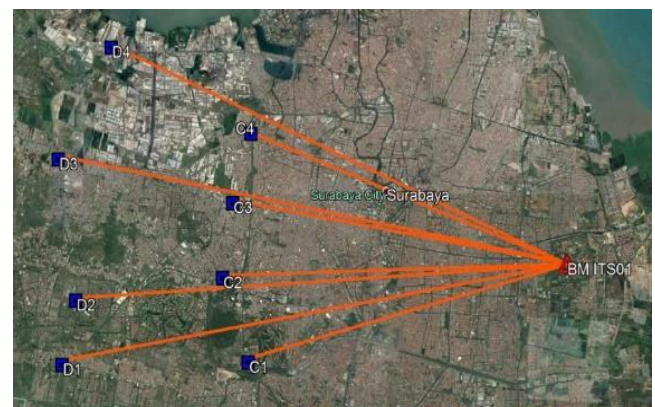 D4
C4
D3
Surabaya City
Surabaya
C3
BM ITS01
C2
D2
D1
C1